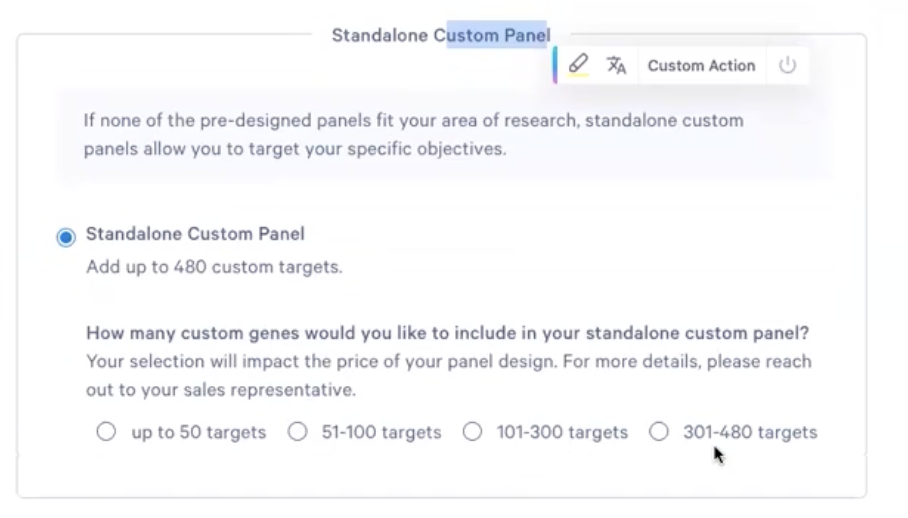 Standalone Custom Panel
Custom Action
If none of the pre-designed panels fit your area of research, standalone custom
panels allow you to target your specific objectives.
Standalone Custom Panel
Add up to 480 custom targets.
How many custom genes would you like to include in your standalone custom panel?
Your selection will impact the price of your panel design. For more details, please reach
out to your sales representative.
up to 50 targets 51-100 targets 101-300 targets 301-480 targets